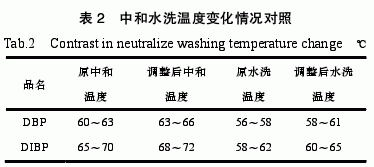 表 2 中和水洗温度变化情况对照
Tab.2 Contrast in neutralize washing temperature change ℃
品名 原中和温度 调整后中和温度 原水洗温度 调整后水洗温度
DBP 60～63 63～66 56～58 58～61
DIBP 65～70 68～72 58～62 60～65